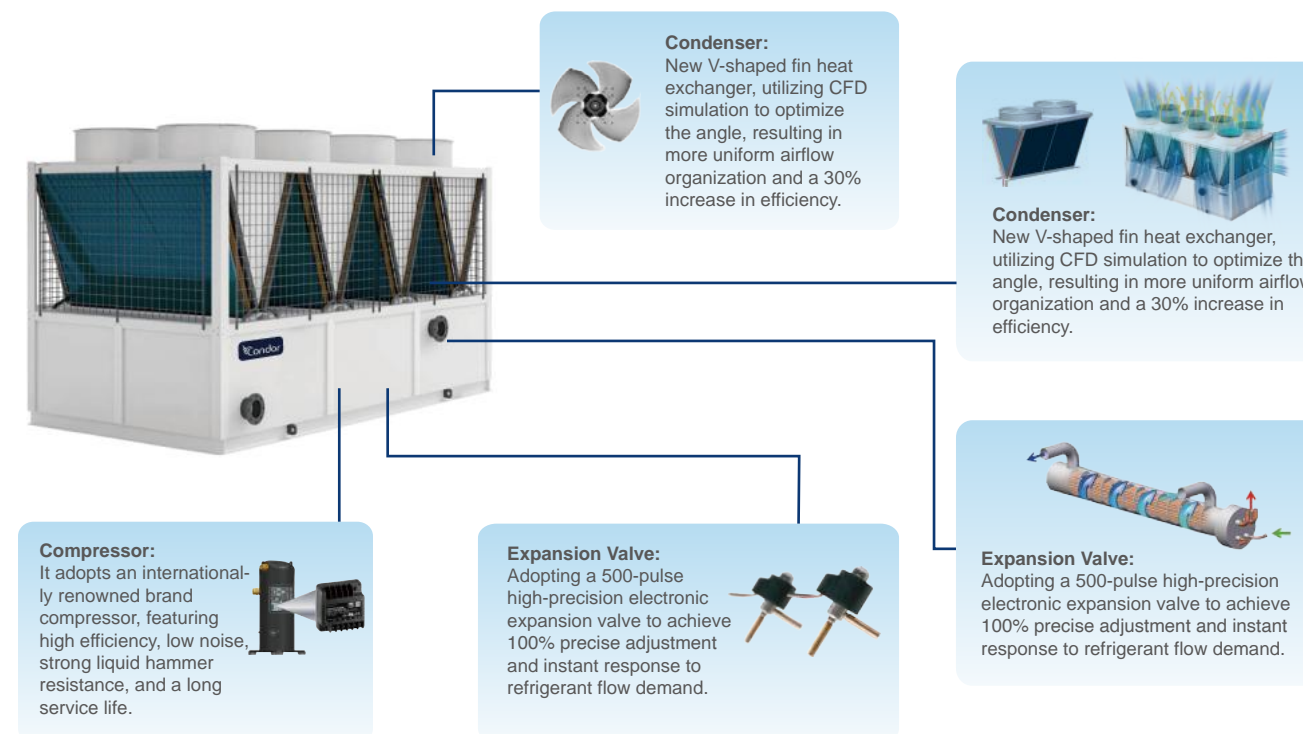 Condenser:
New V-shaped fin heat
exchanger, utilizing CFD
simulation to optimize
the angle, resulting in
more uniform airflow
organization and a 30%
increase in efficiency.
Condenser:
New V-shaped fin heat exchanger,
utilizing CFD simulation to optimize th
angle, resulting in more uniform airflow
organization and a 30% increase in
efficiency.
Condor
Expansion Valve:
Adopting a 500-pulse high-precision
electronic expansion valve to achieve
100% precise adjustment and instant
response to refrigerant flow demand.
Compressor:
It adopts an international-
ly renowned brand
compressor, featuring
high efficiency, low noise,
strong liquid hammer
resistance, and a long
service life.
Expansion Valve:
Adopting a 500-pulse
high-precision electronic
expansion valve to achieve
100% precise adjustment
and instant response to
refrigerant flow demand.